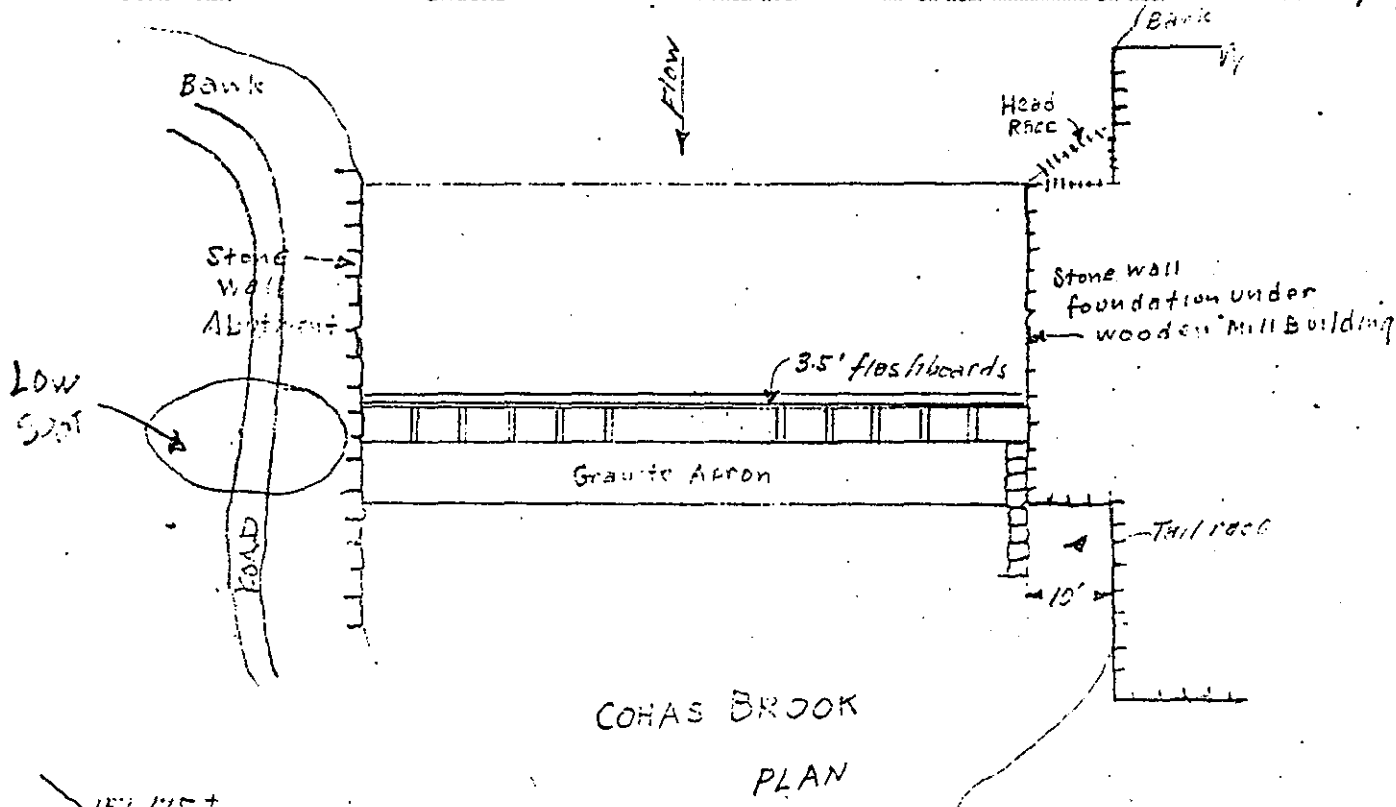 Bank
Flow
Bank
Head
Race
Stone
Wall
Abutment
Stone wall
foundation under
wooden Mill Building
3.5' flashboards
LOW
SPOT
Granite Apron
ROAD
Tail race
10'
COHAS BROOK
PLAN